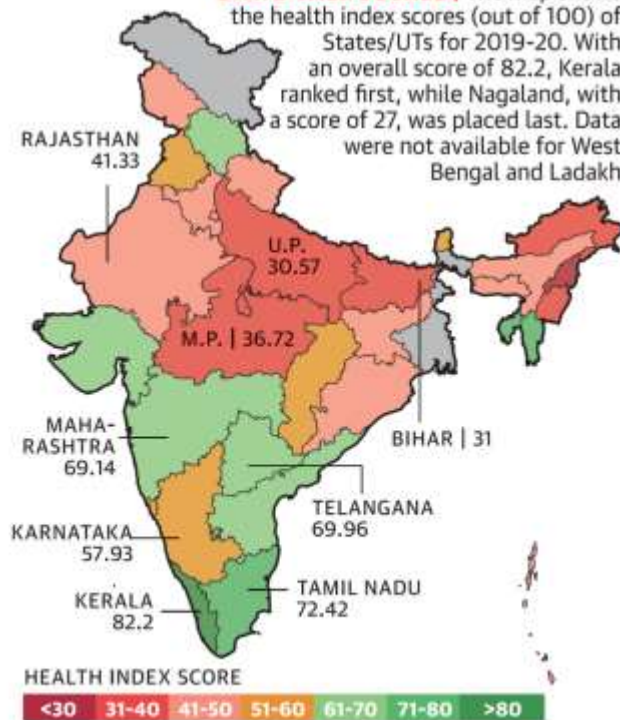 the health index scores (out of 100) of
States/UTs for 2019-20. With
an overall score of 82.2, Kerala
ranked first, while Nagaland, with
a score of 27, was placed last. Data
were not available for West
Bengal and Ladakh
RAJASTHAN
41.33
U.P.
30.57
M.P. | 36.72
MAHA-
RASHTRA
69.14
BIHAR | 31
TELANGANA
69.96
KARNATAKA
57.93
TAMIL NADU
72.42
KERALA
82.2
HEALTH INDEX SCORE
<30 31-40 41-50 51-60 61-70 71-80 >80